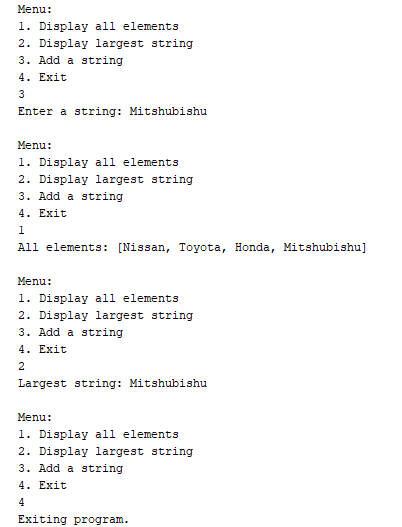 Menu:
1. Display all elements
2. Display largest string
3. Add a string
4. Exit
3
Enter a string: Mitshubishu
Menu:
1. Display all elements
2. Display largest string
3. Add a string
4. Exit
1
All elements: [Nissan, Toyota, Honda, Mitshubishu]
Menu:
1. Display all elements
2. Display largest string
3. Add a string
4. Exit
2
Largest string: Mitshubishu
Menu:
1. Display all elements
2. Display largest string
3. Add a string
4. Exit
4
Exiting program.